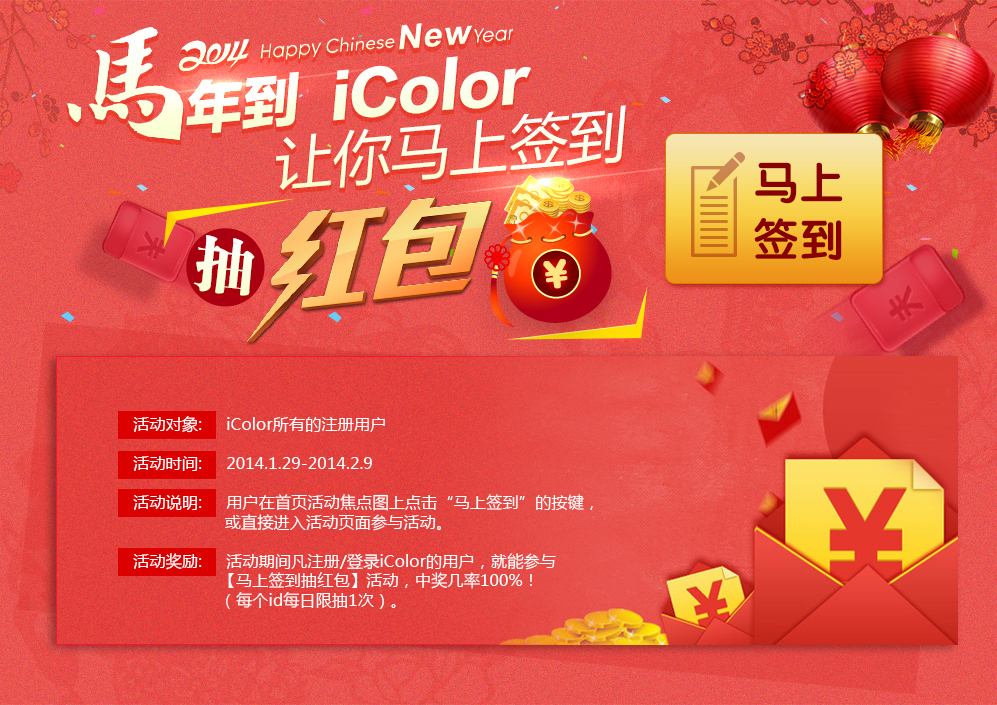 馬年到
2014 Happy Chinese New Year
iColor
让你马上签到
抽红包
¥
马上
签到
活动对象: iColor所有的注册用户
活动时间: 2014.1.29-2014.2.9
活动说明: 用户在首页活动焦点图上点击“马上签到”的按键，
或直接进入活动页面参与活动。
活动奖励: 活动期间凡注册/登录iColor的用户，就能参与
【马上签到抽红包】活动，中奖几率100%！
（每个id每日限抽1次）。
¥
¥